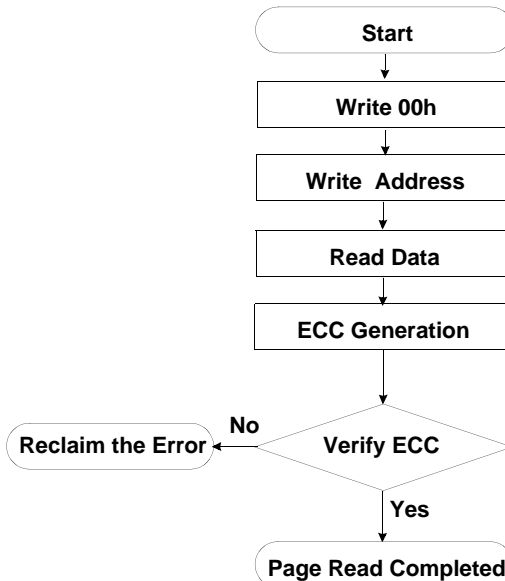 Start
Write 00h
Write Address
Read Data
ECC Generation
No
Reclaim the Error
Verify ECC
Yes
Page Read Completed